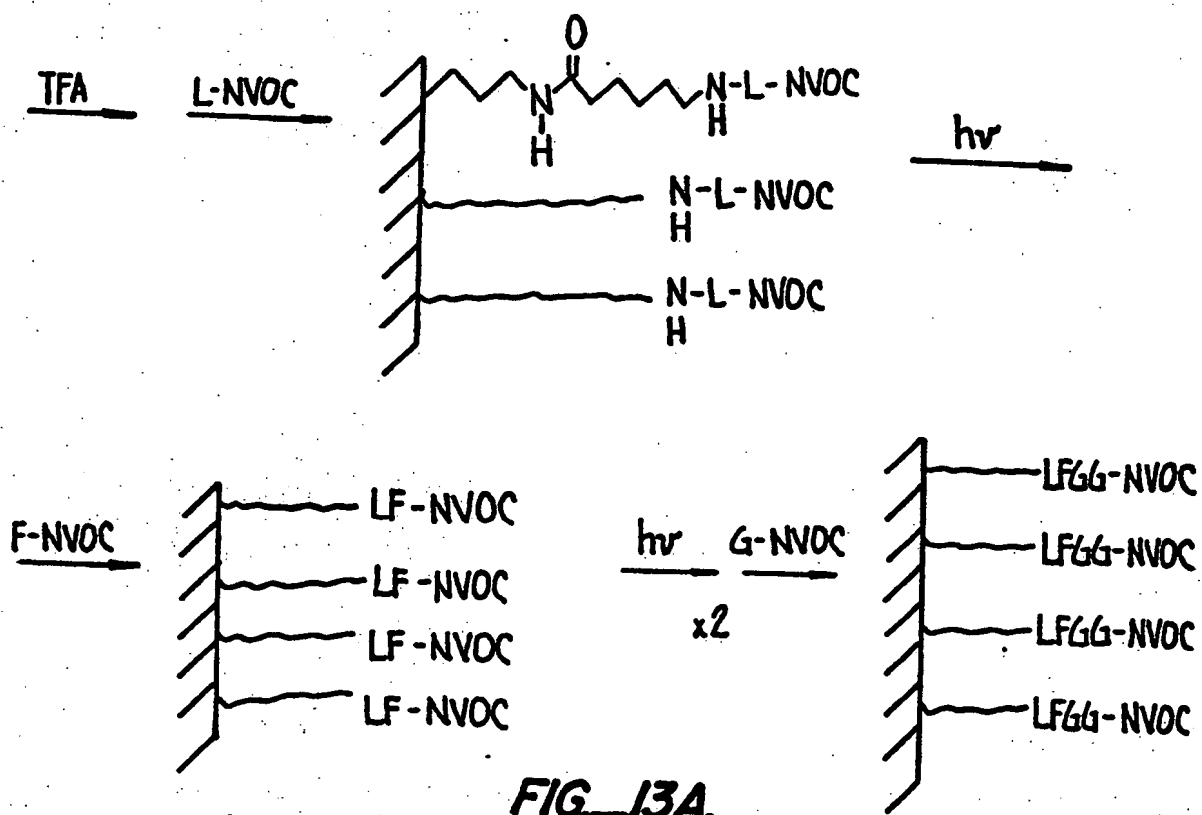 TFA
L-NVOC
O
N
H
N-L-NVOC
H
N-L-NVOC
H
N-L-NVOC
H
hν
F-NVOC
LF-NVOC
LF-NVOC
LF-NVOC
LF-NVOC
hν
x2
G-NVOC
LFGG-NVOC
LFGG-NVOC
LFGG-NVOC
LFGG-NVOC
FIG__13A.